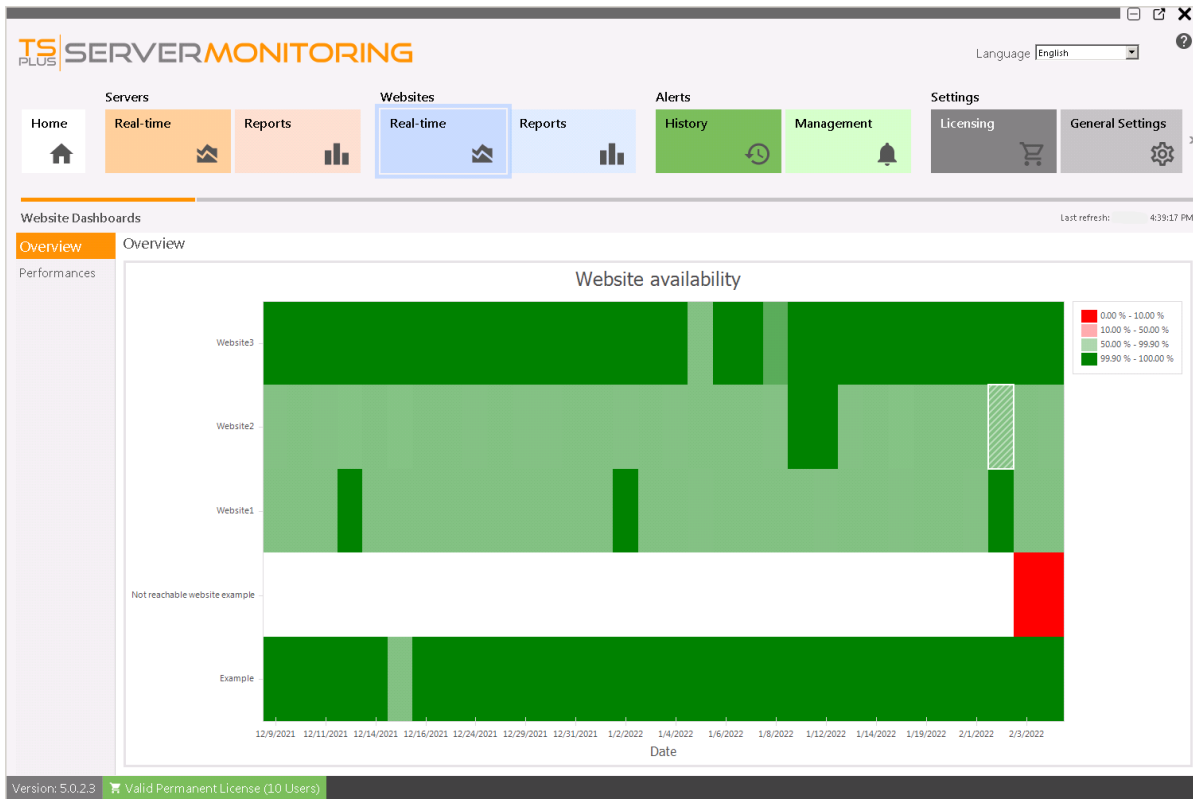 TS PLUS SERVERMONITORING
Language English
Servers
Websites
Alerts
Settings
Home
Real-time
Reports
Real-time
Reports
History
Management
Licensing
General Settings
Website Dashboards
Last refresh: 4:39:17 PM
Overview
Performances
Overview
Website availability
0.00 % - 10.00 %
10.00 % - 50.00 %
50.00 % - 99.90 %
99.90 % - 100.00 %
Website3
Website2
Website1
Not reachable website example
Example
12/9/2021 12/11/2021 12/14/2021 12/16/2021 12/24/2021 12/29/2021 12/31/2021 1/2/2022 1/4/2022 1/6/2022 1/8/2022 1/12/2022 1/14/2022 1/19/2022 2/1/2022 2/3/2022
Date
Version: 5.0.2.3 Valid Permanent License (10 Users)